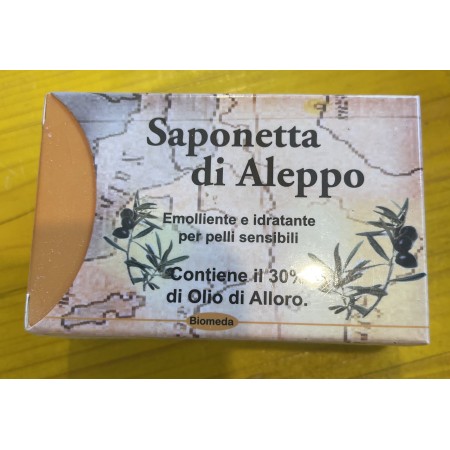 Saponetta
di Aleppo
Emolliente e idratante
per pelli sensibili
Contiene il 30%
di Olio di Alloro.
Biomeda